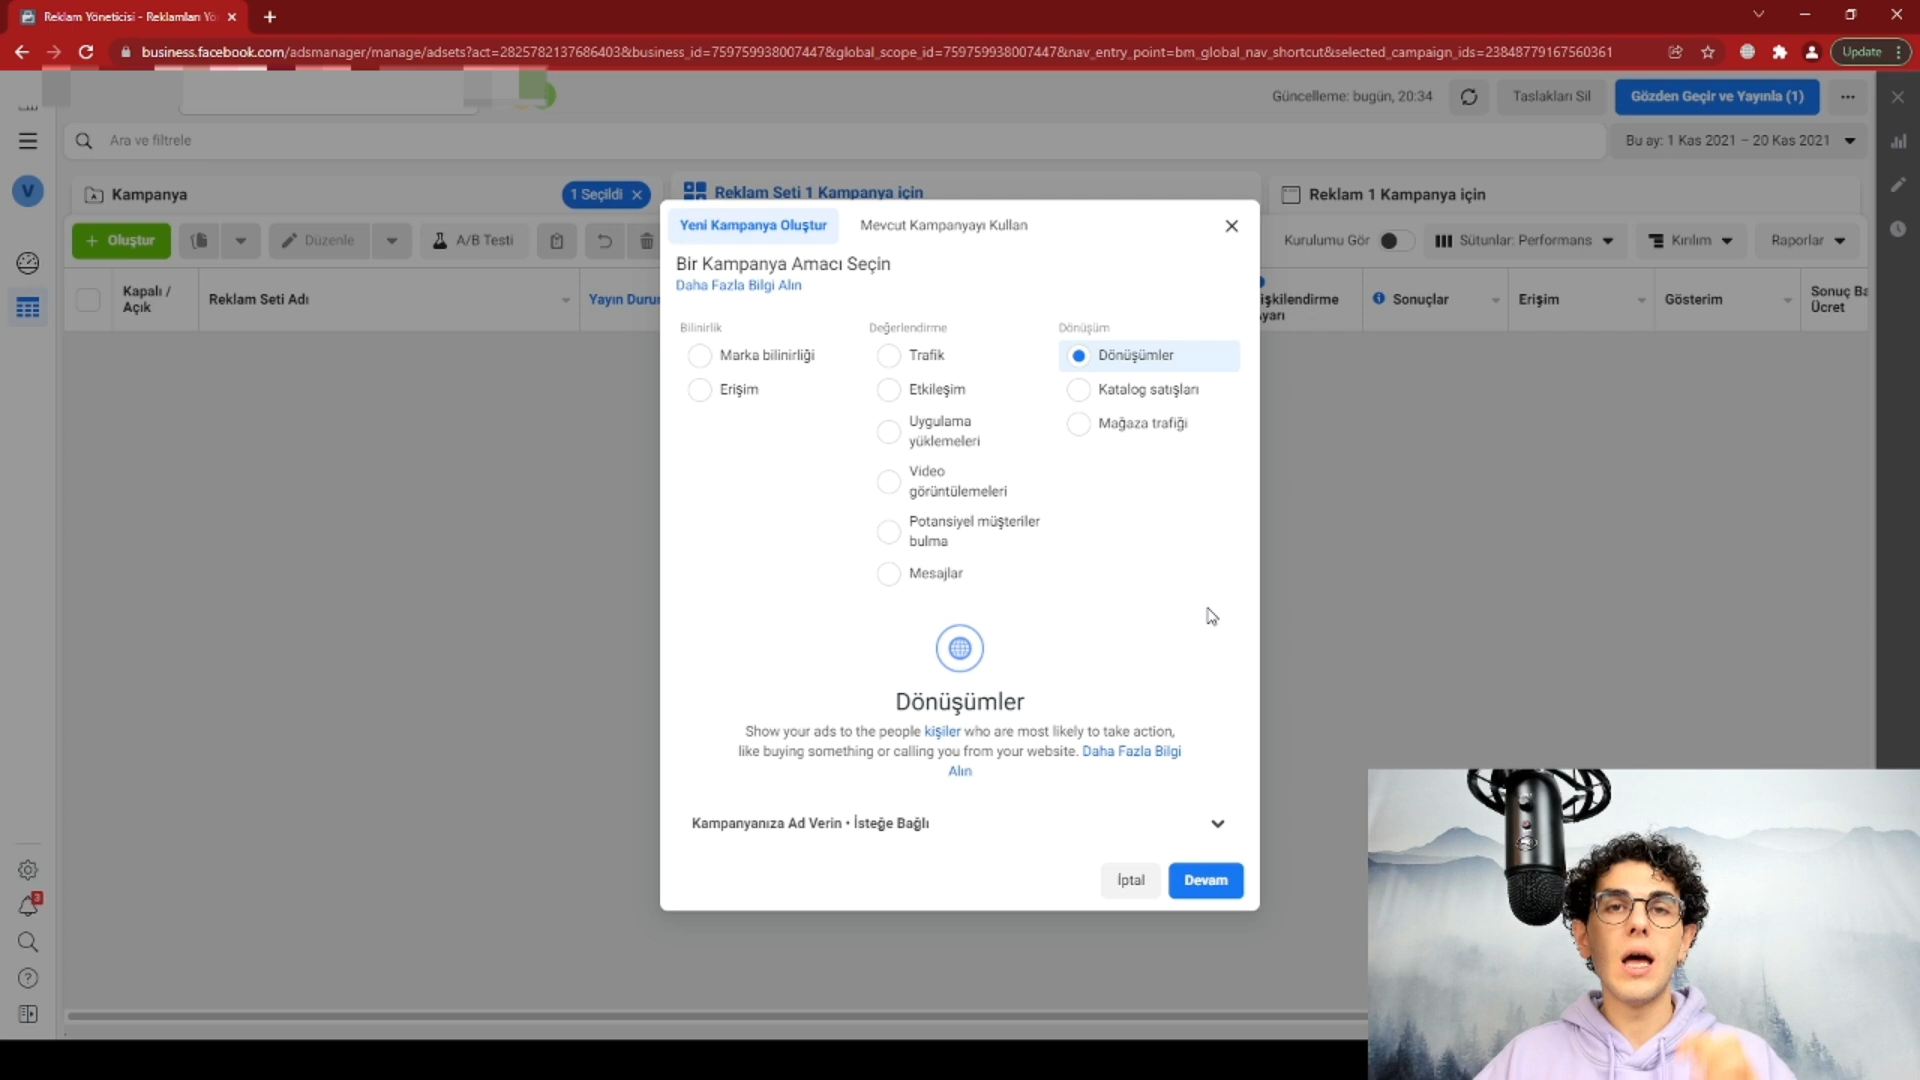 Reklam Yöneticisi - Reklamları Yö
business.facebook.com/adsmanager/manage/adsets?act=2825782137686403&business_id=759759938007447&global_scope_id=759759938007447&nav_entry_point=bm_global_nav_shortcut&selected_campaign_ids=23848779167560361
Update
Güncelleme: bugün, 20:34
Taslakları Sil
Gözden Geçir ve Yayınla (1)
Ara ve filtrele
Bu ay: 1 Kas 2021 – 20 Kas 2021
V
Kampanya
1 Seçildi
Reklam Seti 1 Kampanya için
Reklam 1 Kampanya için
Oluştur
Düzenle
A/B Testi
Kurulumu Gör
Sütunlar: Performans
Kırılım
Raporlar
Kapalı /
Açık
Reklam Seti Adı
Yayın Durur
işkilendirme
yarı
Sonuçlar
Erişim
Gösterim
Sonuç Ba
Ücret
Yeni Kampanya Oluştur
Mevcut Kampanyayı Kullan
Bir Kampanya Amacı Seçin
Daha Fazla Bilgi Alın
Bilinirlik
Marka bilinirliği
Erişim
Değerlendirme
Trafik
Etkileşim
Uygulama
yüklemeleri
Video
görüntülemeleri
Potansiyel müşteriler
bulma
Mesajlar
Dönüşüm
Dönüşümler
Katalog satışları
Mağaza trafiği
Dönüşümler
Show your ads to the people kişiler who are most likely to take action,
like buying something or calling you from your website. Daha Fazla Bilgi
Alın
Kampanyanıza Ad Verin • İsteğe Bağlı
İptal
Devam
3